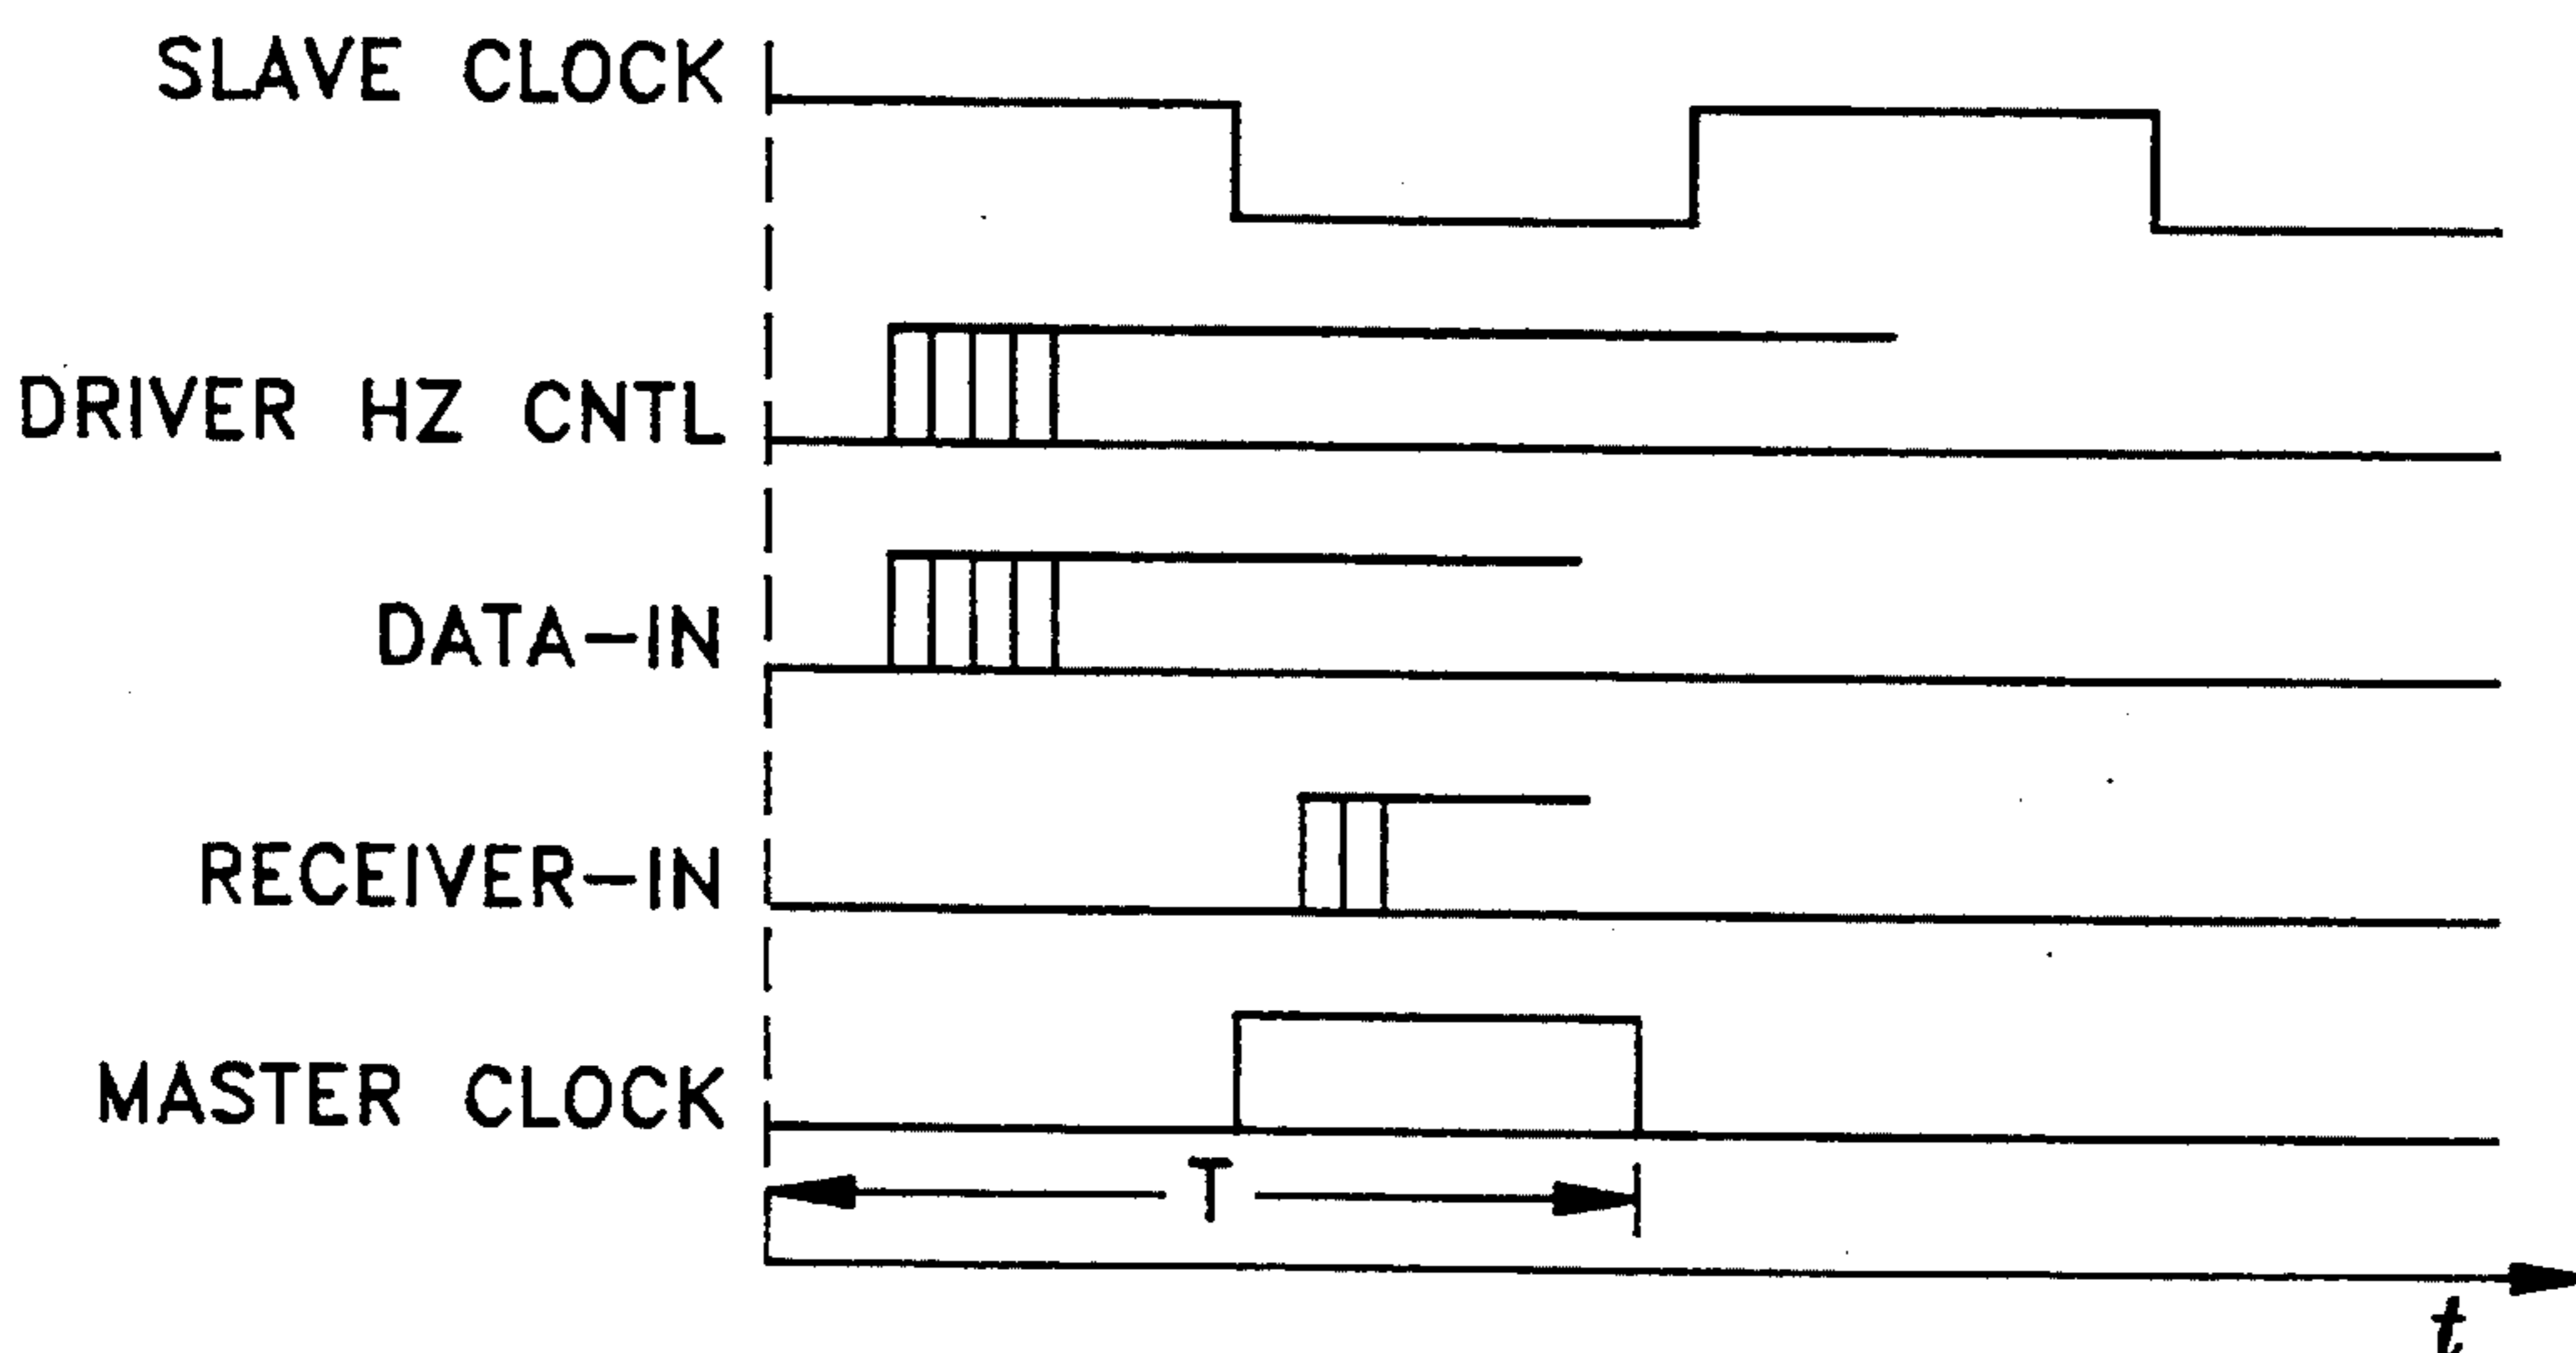 SLAVE CLOCK
DRIVER HZ CNTL
DATA-IN
RECEIVER-IN
MASTER CLOCK
T
t